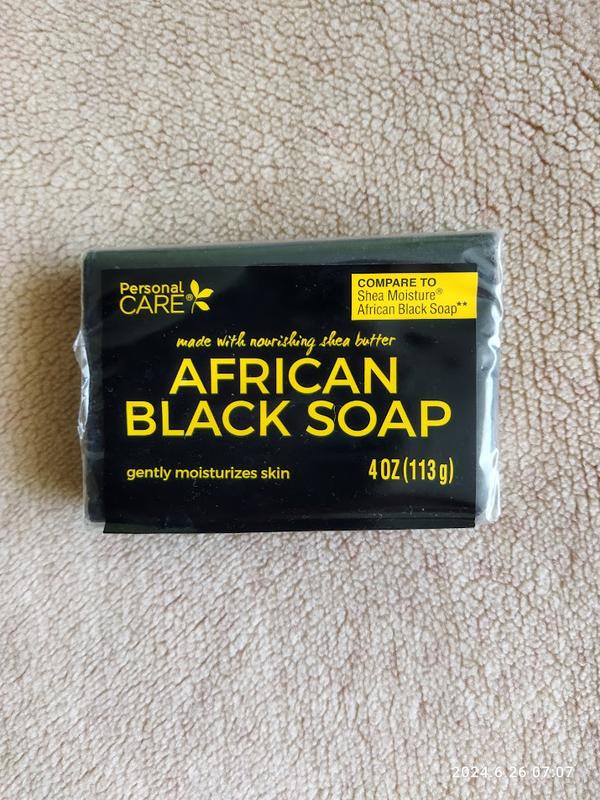 Personal
CARE®
COMPARE TO
Shea Moisture®
African Black Soap**
made with nourishing shea butter
AFRICAN
BLACK SOAP
gently moisturizes skin
4 OZ (113 g)
2024.6.26 07:07